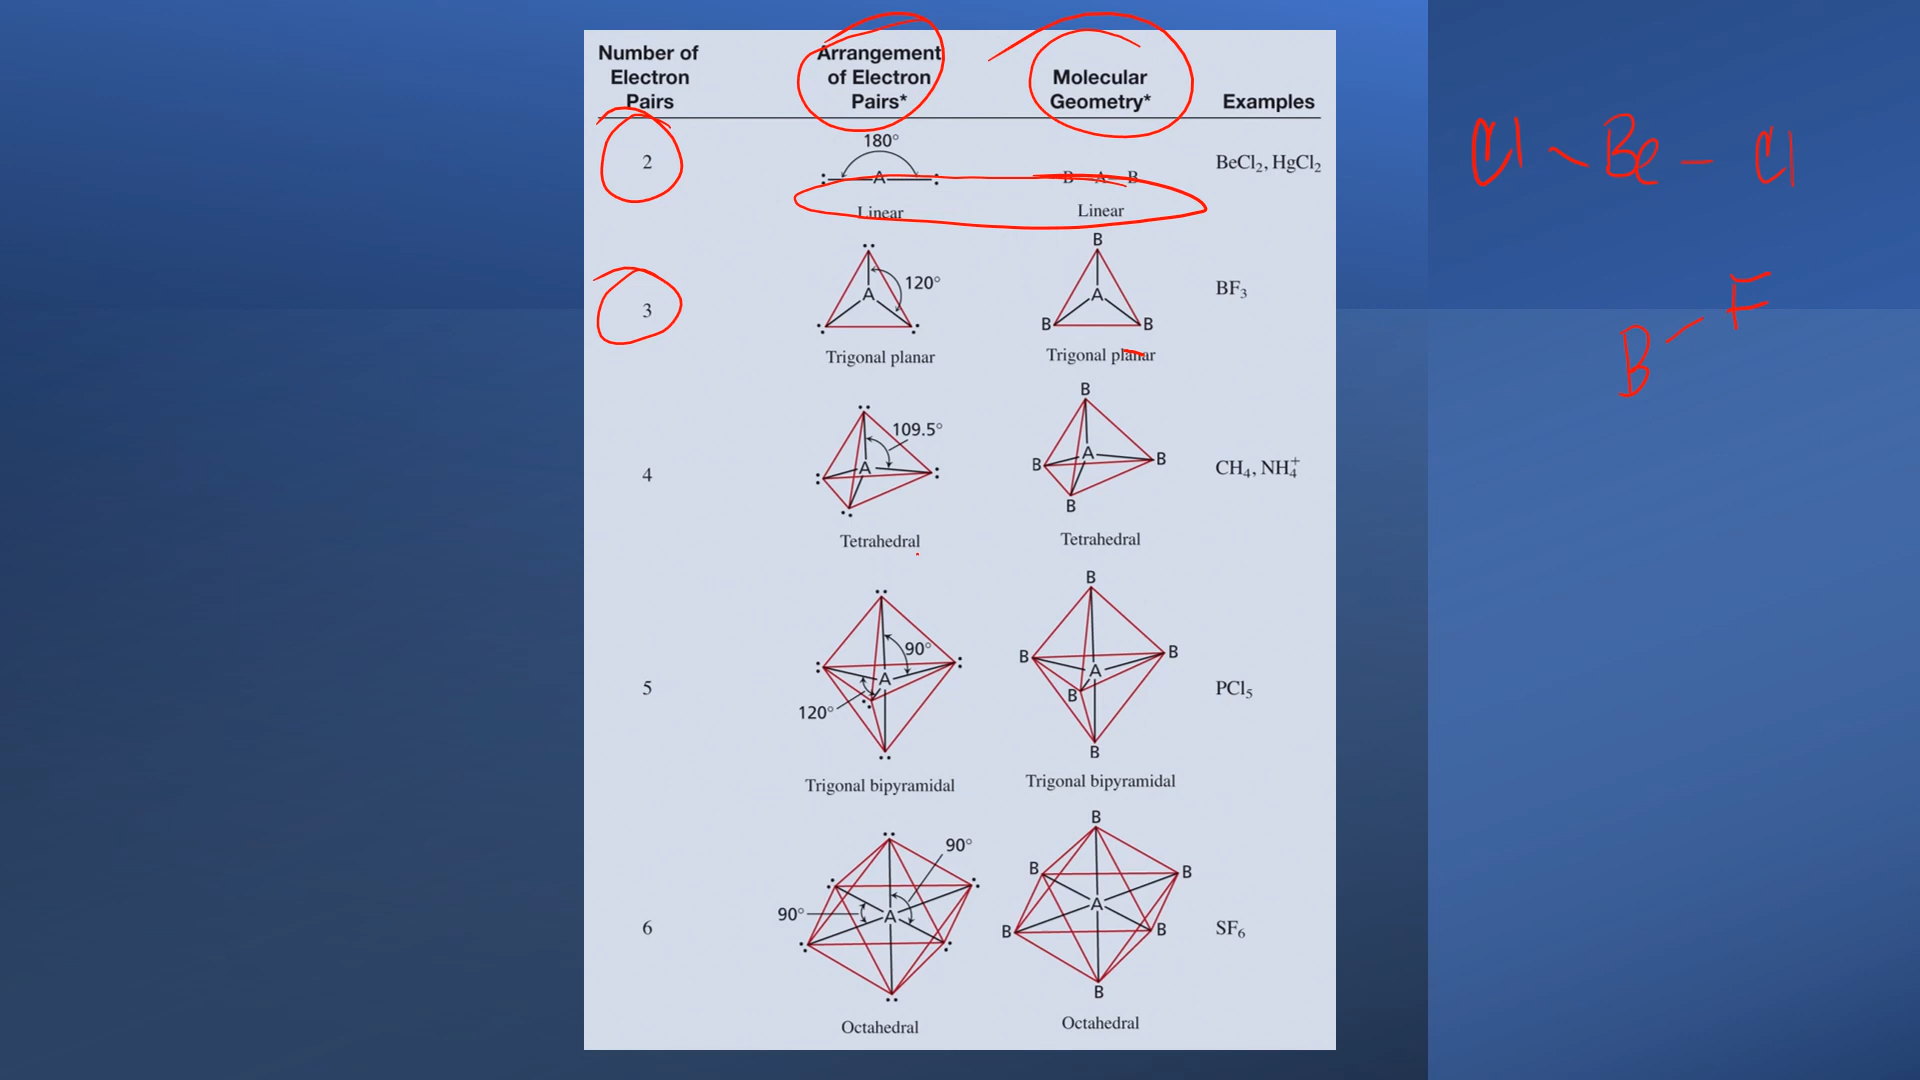 Number of Electron Pairs
Arrangement of Electron Pairs*
Molecular Geometry*
Examples
2
180°
: A :
Linear
B A B
Linear
BeCl₂, HgCl₂
3
120°
A
Trigonal planar
B
A
B B
Trigonal planar
BF₃
4
109.5°
A
Tetrahedral
B
B A B
B
Tetrahedral
CH₄, NH₄⁺
5
90°
A
120°
Trigonal bipyramidal
B
B B
A
B
B
Trigonal bipyramidal
PCl₅
6
90°
90°
A
Octahedral
B
B B
A
B B
B
Octahedral
SF₆
Cl – Be – Cl
F
B